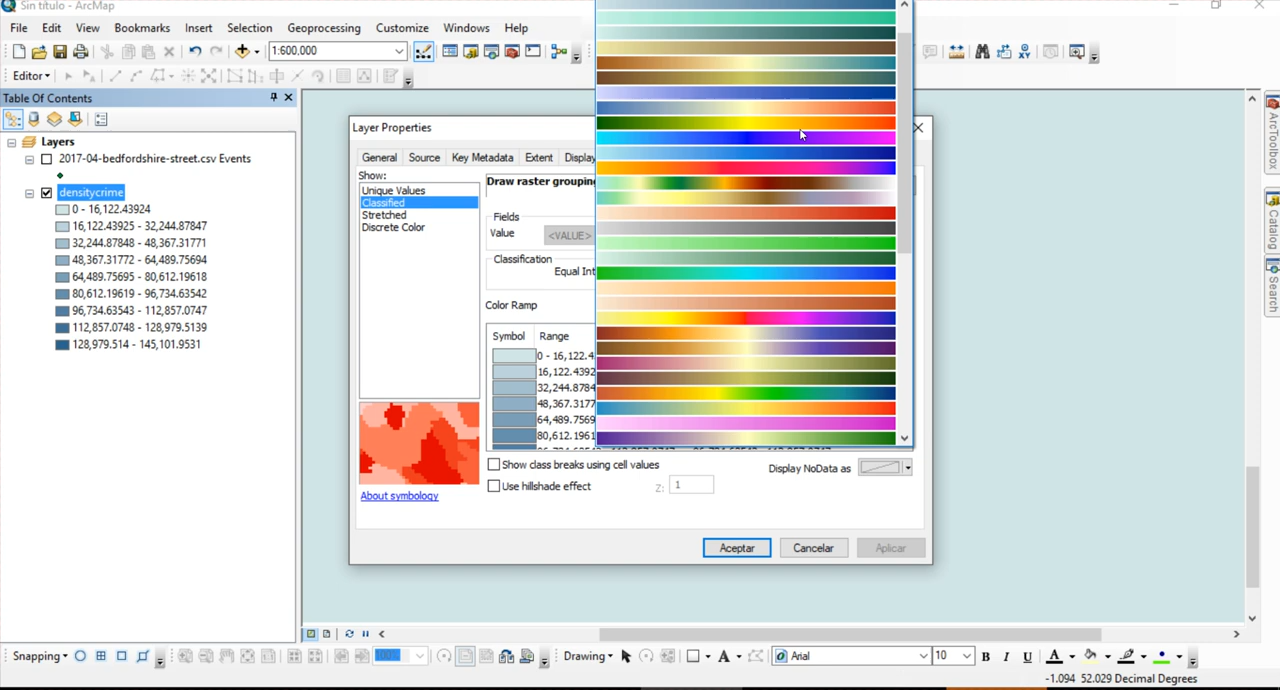 Sin título - ArcMap
File Edit View Bookmarks Insert Selection Geoprocessing Customize Windows Help
1:600,000
Editor
Table Of Contents
Layers
2017-04-bedfordshire-street.csv Events
densitycrime
0 - 16,122.43924
16,122.43925 - 32,244.87847
32,244.87848 - 48,367.31771
48,367.31772 - 64,489.75694
64,489.75695 - 80,612.19618
80,612.19619 - 96,734.63542
96,734.63543 - 112,857.0747
112,857.0748 - 128,979.5139
128,979.514 - 145,101.9531
Layer Properties
General Source Key Metadata Extent Display
Show:
Unique Values
Classified
Stretched
Discrete Color
About symbology
Draw raster grouping
Fields
Value <VALUE>
Classification
Equal Int
Color Ramp
Symbol Range
0 - 16,122.4
16,122.4392
32,244.8784
48,367.3177
64,489.7569
80,612.1961
Show class breaks using cell values
Display NoData as
Use hillshade effect
Z: 1
Aceptar Cancelar Aplicar
ArcToolbox
Catalog
Search
Snapping
100%
Drawing
A
Arial
10
B I U A
-1.094 52.029 Decimal Degrees